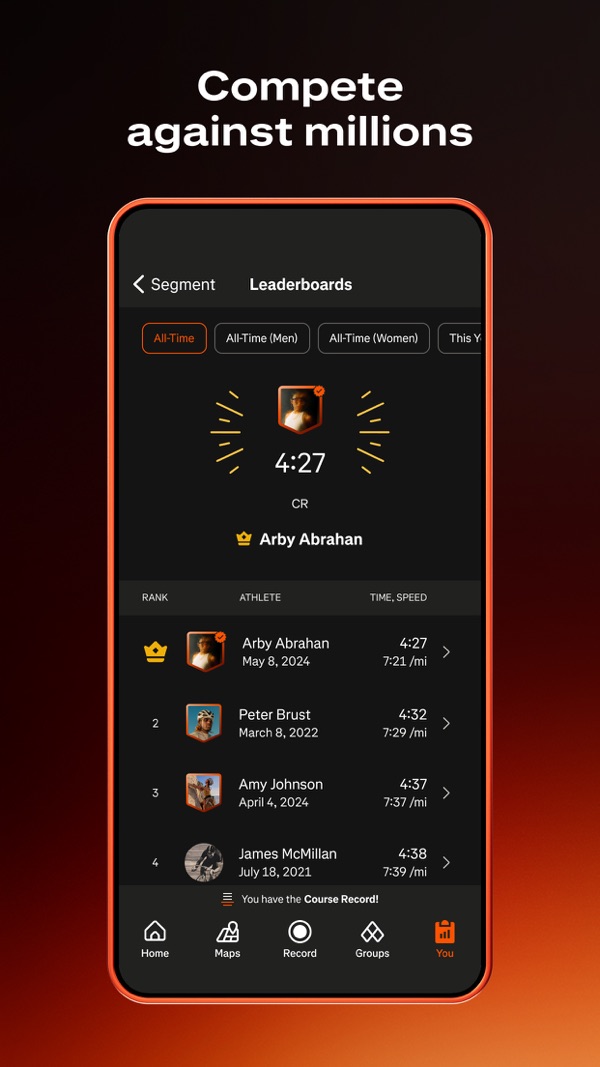 Compete
against millions
Segment
Leaderboards
All-Time
All-Time (Men)
All-Time (Women)
This Y
4:27
CR
Arby Abrahan
RANK ATHLETE TIME, SPEED
Arby Abrahan 4:27
May 8, 2024 7:21 /mi
2 Peter Brust 4:32
March 8, 2022 7:29 /mi
3 Amy Johnson 4:37
April 4, 2024 7:37 /mi
4 James McMillan 4:38
July 18, 2021 7:39 /mi
You have the Course Record!
Home Maps Record Groups You